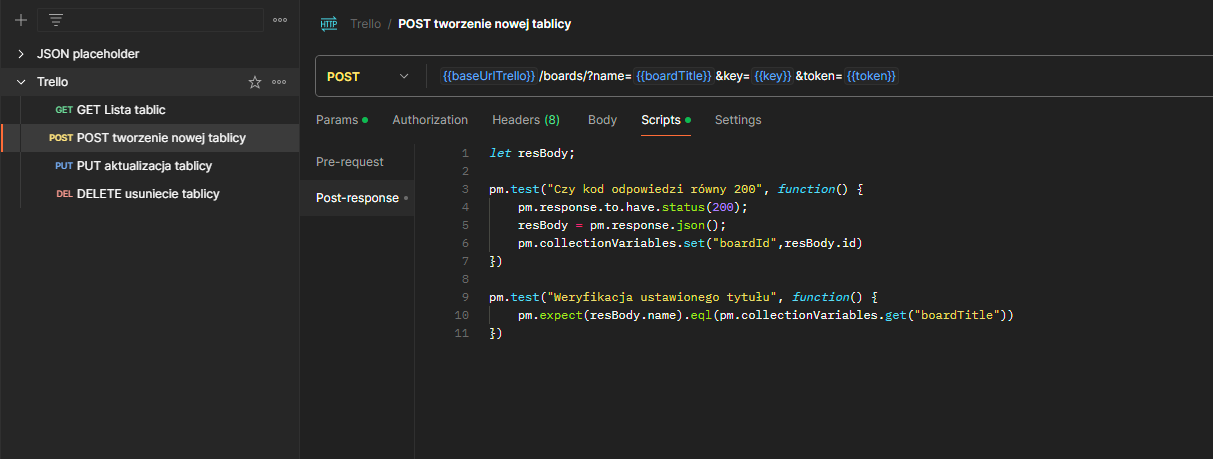 HTTP Trello / POST tworzenie nowej tablicy
JSON placeholder
Trello
GET GET Lista tablic
POST POST tworzenie nowej tablicy
PUT PUT aktualizacja tablicy
DEL DELETE usuniecie tablicy
POST {{baseUrlTrello}} /boards/?name= {{boardTitle}} &key= {{key}} &token= {{token}}
Params Authorization Headers (8) Body Scripts Settings
Pre-request
Post-response
1 let resBody;
2
3 pm.test("Czy kod odpowiedzi równy 200", function() {
4 pm.response.to.have.status(200);
5 resBody = pm.response.json();
6 pm.collectionVariables.set("boardId",resBody.id)
7 })
8
9 pm.test("Weryfikacja ustawionego tytułu", function() {
10 pm.expect(resBody.name).eql(pm.collectionVariables.get("boardTitle"))
11 })